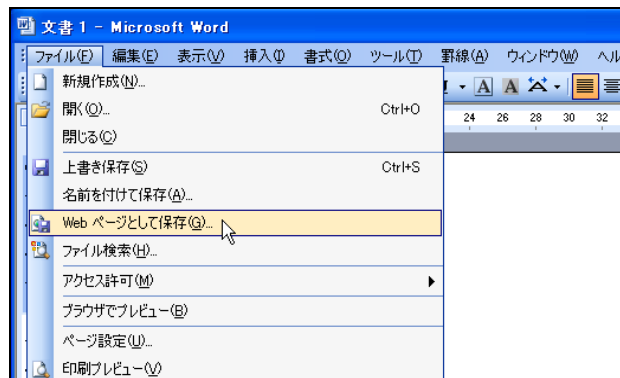 文書 1 - Microsoft Word
ファイル(F) 編集(E) 表示(V) 挿入(I) 書式(O) ツール(T) 罫線(A) ウィンドウ(W) ヘル
新規作成(N)...
開く(O)... Ctrl+O
24 26 28 30 32
閉じる(C)
上書き保存(S) Ctrl+S
名前を付けて保存(A)...
Web ページとして保存(G)...
ファイル検索(H)...
アクセス許可(M)
ブラウザでプレビュー(B)
ページ設定(U)...
印刷プレビュー(V)